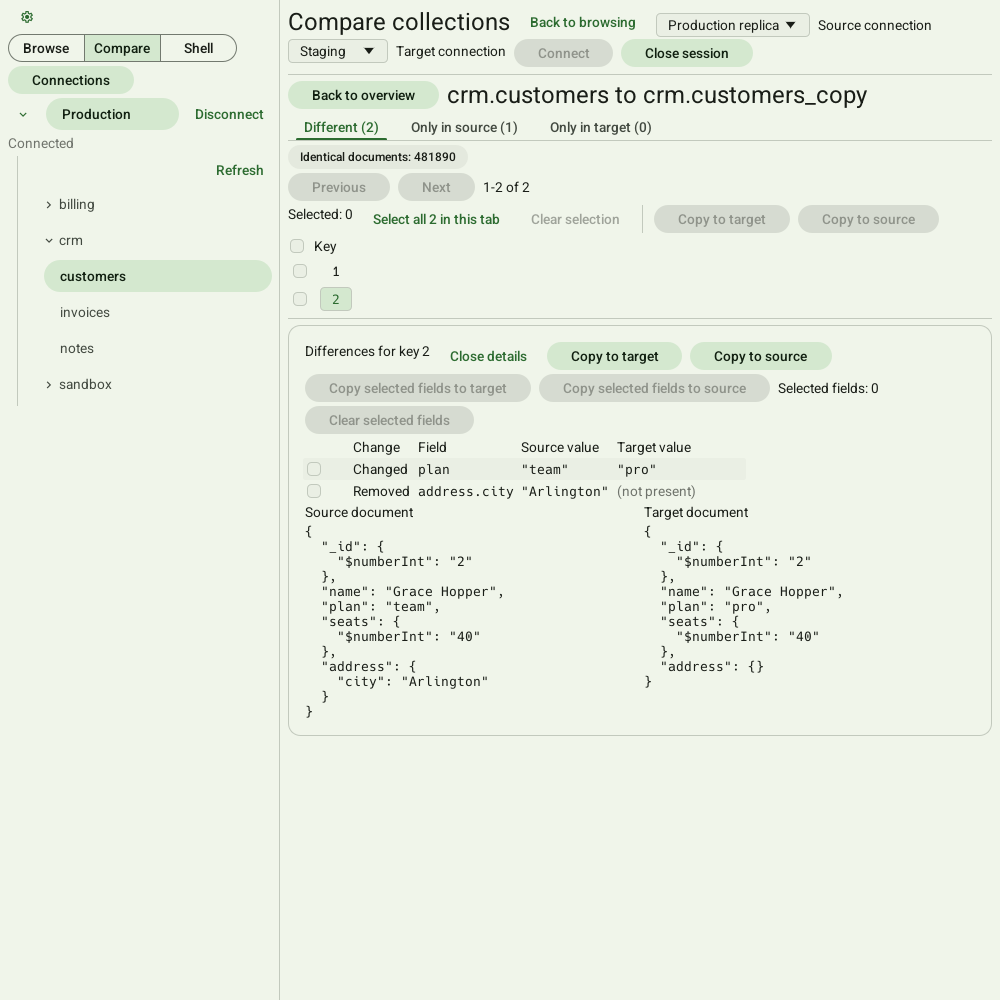 Browse Compare Shell
Connections
Production Disconnect
Connected
Refresh
billing
crm
customers
invoices
notes
sandbox
Compare collections Back to browsing Production replica Source connection
Staging Target connection Connect Close session
Back to overview crm.customers to crm.customers_copy
Different (2) Only in source (1) Only in target (0)
Identical documents: 481890
Previous Next 1-2 of 2
Selected: 0 Select all 2 in this tab Clear selection Copy to target Copy to source
Key
1
2
Differences for key 2 Close details Copy to target Copy to source
Copy selected fields to target Copy selected fields to source Selected fields: 0
Clear selected fields
Change Field Source value Target value
Changed plan "team" "pro"
Removed address.city "Arlington" (not present)
Source document
{
"_id": {
"$numberInt": "2"
},
"name": "Grace Hopper",
"plan": "team",
"seats": {
"$numberInt": "40"
},
"address": {
"city": "Arlington"
}
}
Target document
{
"_id": {
"$numberInt": "2"
},
"name": "Grace Hopper",
"plan": "pro",
"seats": {
"$numberInt": "40"
},
"address": {}
}